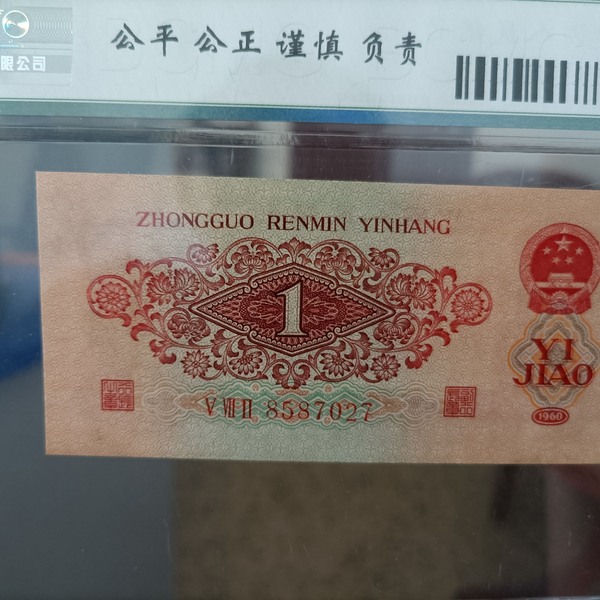 公平 公正 谨慎 负责
限公司
ZHONGGUO RENMIN YINHANG
1
YI
JIAO
V VIII II 8587027
1960